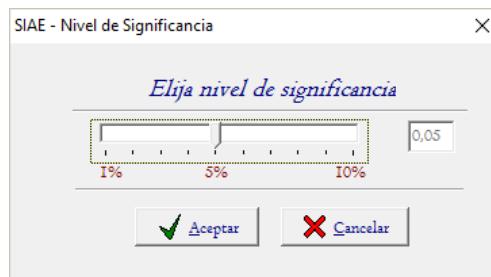 SIAE - Nivel de Significancia
Elija nivel de significancia
0,05
1% 5% 10%
Aceptar Cancelar